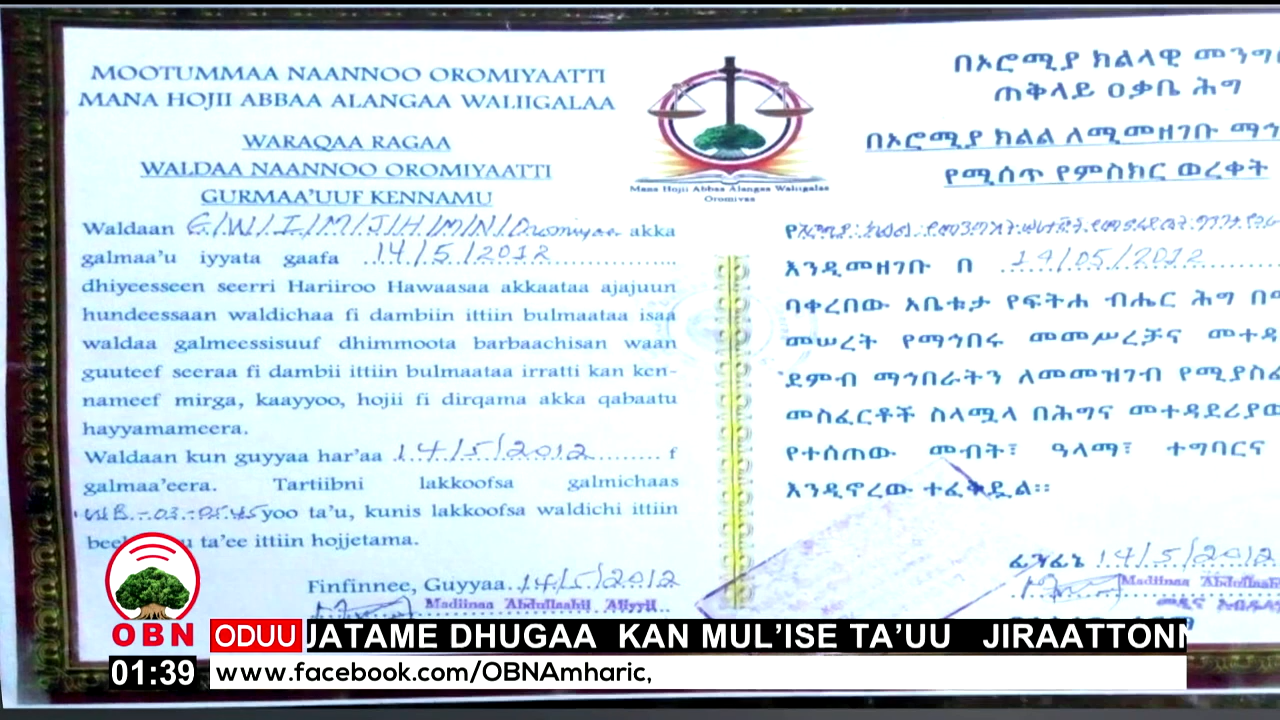 MOOTUMMAA NAANNOO OROMIYAATTI
MANA HOJII ABBAA ALANGAA WALIIGALAA
WARAQAA RAGAA
WALDAA NAANNOO OROMIYAATTI
GURMAA'UUF KENNAMU
Waldaan G/W/I/M/J/H/M/N/Oromiyaa akka
galmaa'u iyyata gaafa 14/5/2012
dhiyeesseen seerri Hariiroo Hawaasaa akkaataa ajajuun
hundeessaan waldichaa fi dambiin ittiin bulmaataa isaa
waldaa galmeessisuuf dhimmoota barbaachisan waan
guuteef seeraa fi dambii ittiin bulmaataa irratti kan ken-
nameef mirga, kaayyoo, hojii fi dirqama akka qabaatu
hayyamameera.
Waldaan kun guyyaa har'aa 14/5/2012 f
galmaa'eera. Tartiibni lakkoofsa galmichaas
yoo ta'u, kunis lakkoofsa waldichi ittiin
ta'ee ittiin hojjetama.
Finfinnee, Guyyaa 14/5/2012
Madiinaa Abdullaahii Aliyyii
Mana Hojii Abbaa Alangaa Waliigalaa
Oromiyaa
በኦሮሚያ ክልላዊ
ጠቅላይ ዐቃቤ ሕግ
በኦሮሚያ ክልል ለሚመዘገቡ
የሚሰጥ የምስክር ወረቀት
እንዲመዘገቡ በ 14/05/2012
ባቀረበው አቤቱታ የፍትሐ ብሔር ሕግ
መሠረት የማኅበሩ መመሥረቻና
ደምብ ማኅበራትን ለመመዝገብ
መስፈርቶች ስላሟላ በሕግና
የተሰጠው መብት፣ ዓላማ፣ ተግባርና
እንዲኖረው ተፈቅዷል።
ፊንፊኔ 14/5/2012
Madiinaa
OBN
01:39
ODUU JATAME DHUGAA KAN MUL'ISE TA'UU JIRAATTONN
www.facebook.com/OBNAmharic,